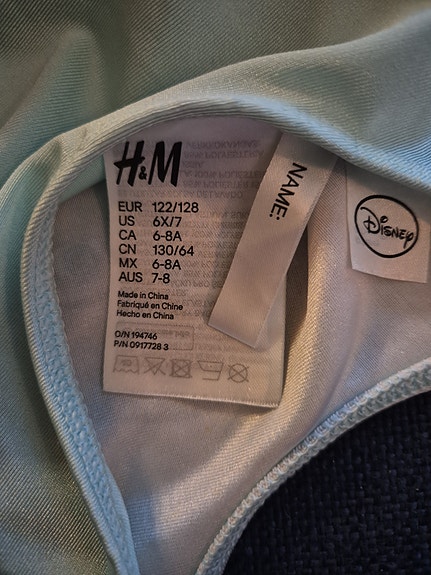 H&M
EUR 122/128
US 6X/7
CA 6-8A
CN 130/64
MX 6-8A
AUS 7-8
Made in China
Fabriqué en Chine
Hecho en China
O/N 194746
P/N 0917728 3
NAME:
Disney